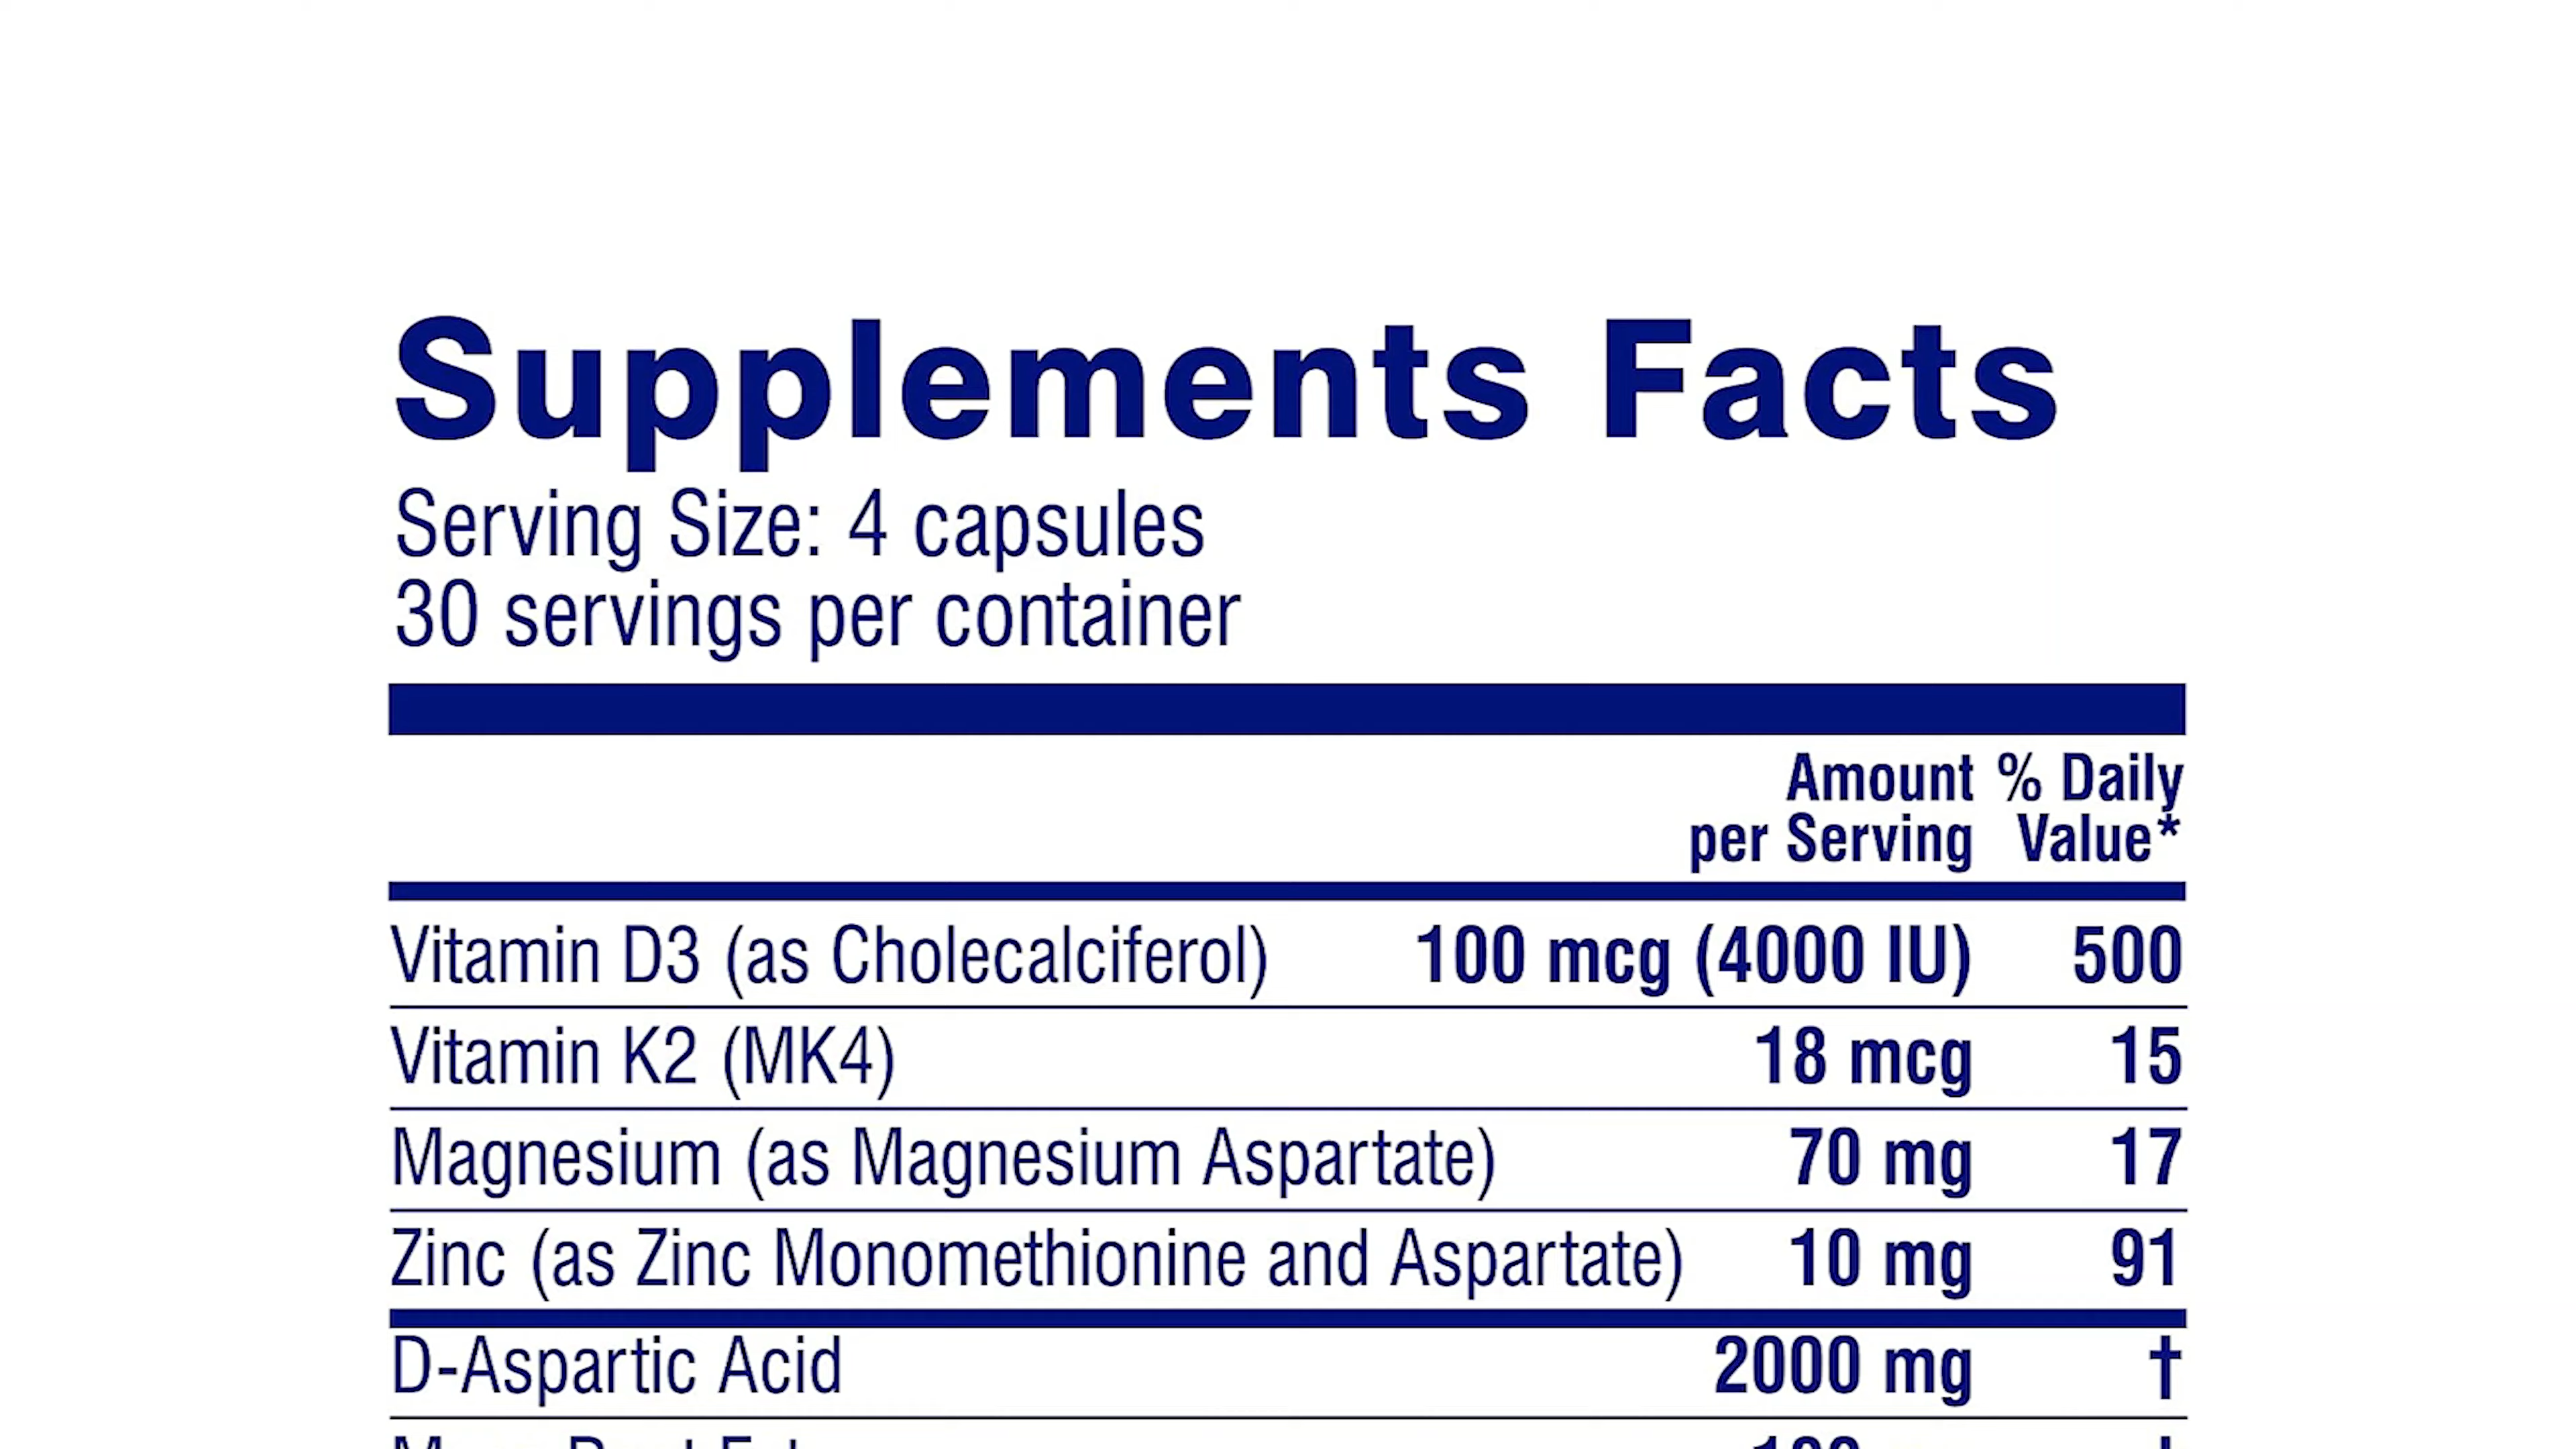 Supplements Facts
Serving Size: 4 capsules
30 servings per container
Amount % Daily
per Serving Value*
Vitamin D3 (as Cholecalciferol) 100 mcg (4000 IU) 500
Vitamin K2 (MK4) 18 mcg 15
Magnesium (as Magnesium Aspartate) 70 mg 17
Zinc (as Zinc Monomethionine and Aspartate) 10 mg 91
D-Aspartic Acid 2000 mg †